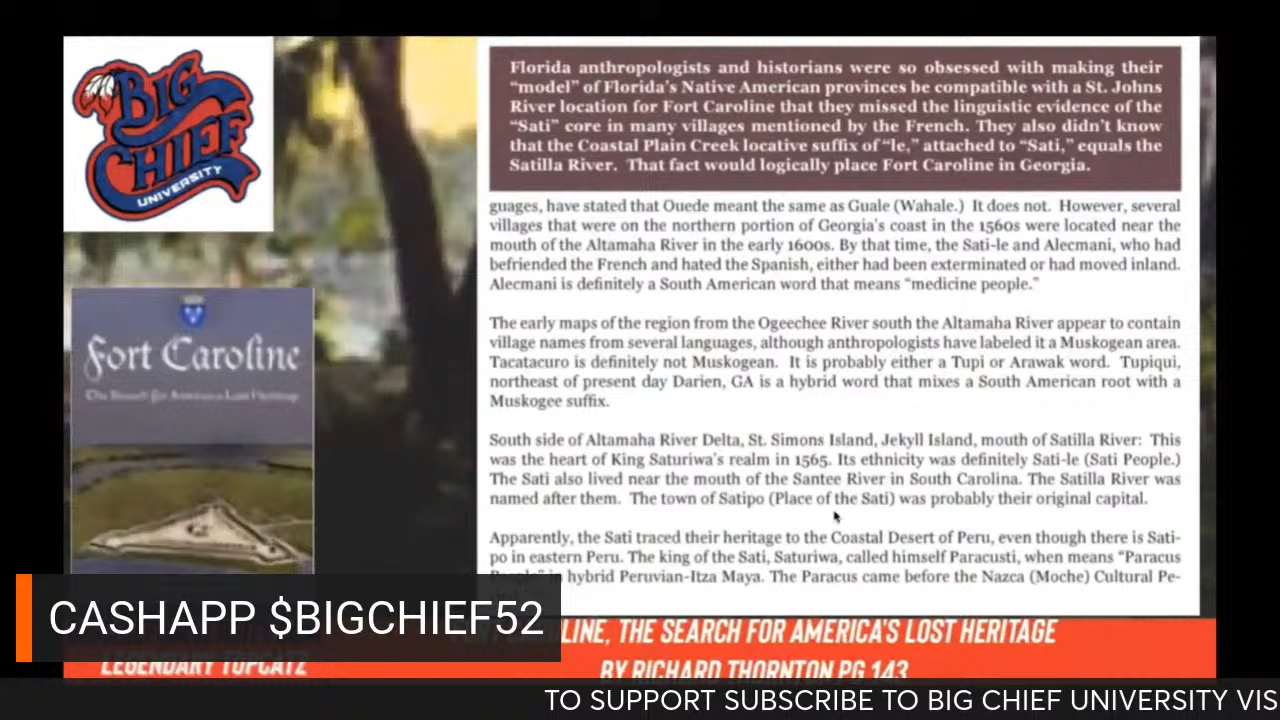 BIG
CHIEF
UNIVERSITY
Florida anthropologists and historians were so obsessed with making their
“model” of Florida’s Native American provinces be compatible with a St. Johns
River location for Fort Caroline that they missed the linguistic evidence of the
“Sati” core in many villages mentioned by the French. They also didn’t know
that the Coastal Plain Creek locative suffix of “le,” attached to “Sati,” equals the
Satilla River. That fact would logically place Fort Caroline in Georgia.
guages, have stated that Ouede meant the same as Guale (Wahale.) It does not. However, several
villages that were on the northern portion of Georgia’s coast in the 1560s were located near the
mouth of the Altamaha River in the early 1600s. By that time, the Sati-le and Alecmani, who had
befriended the French and hated the Spanish, either had been exterminated or had moved inland.
Alecmani is definitely a South American word that means “medicine people.”
The early maps of the region from the Ogeechee River south the Altamaha River appear to contain
village names from several languages, although anthropologists have labeled it a Muskogean area.
Tacatacuro is definitely not Muskogean. It is probably either a Tupi or Arawak word. Tupiqui,
northeast of present day Darien, GA is a hybrid word that mixes a South American root with a
Muskogee suffix.
South side of Altamaha River Delta, St. Simons Island, Jekyll Island, mouth of Satilla River: This
was the heart of King Saturiwa’s realm in 1565. Its ethnicity was definitely Sati-le (Sati People.)
The Sati also lived near the mouth of the Santee River in South Carolina. The Satilla River was
named after them. The town of Satipo (Place of the Sati) was probably their original capital.
Apparently, the Sati traced their heritage to the Coastal Desert of Peru, even though there is Sati-
po in eastern Peru. The king of the Sati, Saturiwa, called himself Paracusti, when means “Paracus
People” in hybrid Peruvian-Itza Maya. The Paracus came before the Nazca (Moche) Cultural Pe-
Fort Caroline
The Search for America's Lost Heritage
CASHAPP $BIGCHIEF52
LINE, THE SEARCH FOR AMERICA'S LOST HERITAGE
LEGENDARY TOPCATZ
BY RICHARD THORNTON PG 143
TO SUPPORT SUBSCRIBE TO BIG CHIEF UNIVERSITY VIS